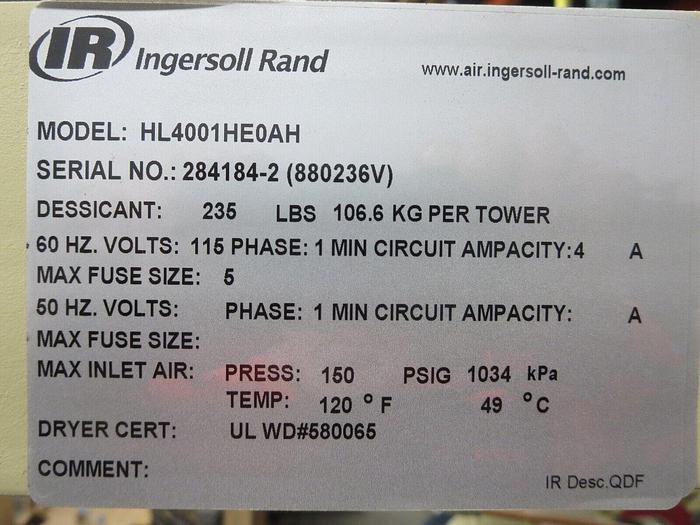 IR Ingersoll Rand www.air.ingersoll-rand.com
MODEL: HL4001HE0AH
SERIAL NO.: 284184-2 (880236V)
DESSICANT: 235 LBS 106.6 KG PER TOWER
60 HZ. VOLTS: 115 PHASE: 1 MIN CIRCUIT AMPACITY: 4 A
MAX FUSE SIZE: 5
50 HZ. VOLTS: PHASE: 1 MIN CIRCUIT AMPACITY: A
MAX FUSE SIZE:
MAX INLET AIR: PRESS: 150 PSIG 1034 kPa
TEMP: 120 °F 49 °C
DRYER CERT: UL WD#580065
COMMENT:
IR Desc.QDF